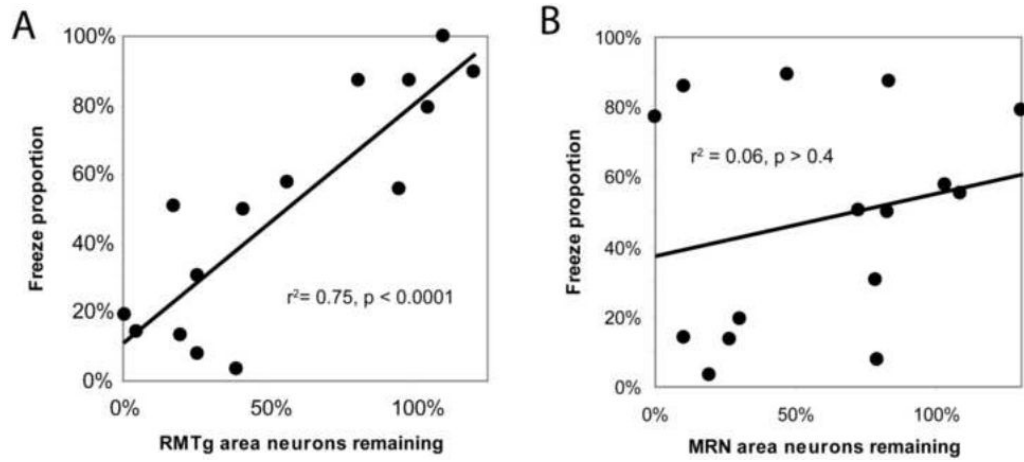 A
Freeze proportion
100%
80%
60%
40%
20%
0%
r²= 0.75, p < 0.0001
0% 50% 100%
RMTg area neurons remaining
B
Freeze proportion
100%
80%
60%
40%
20%
0%
r² = 0.06, p > 0.4
0% 50% 100%
MRN area neurons remaining